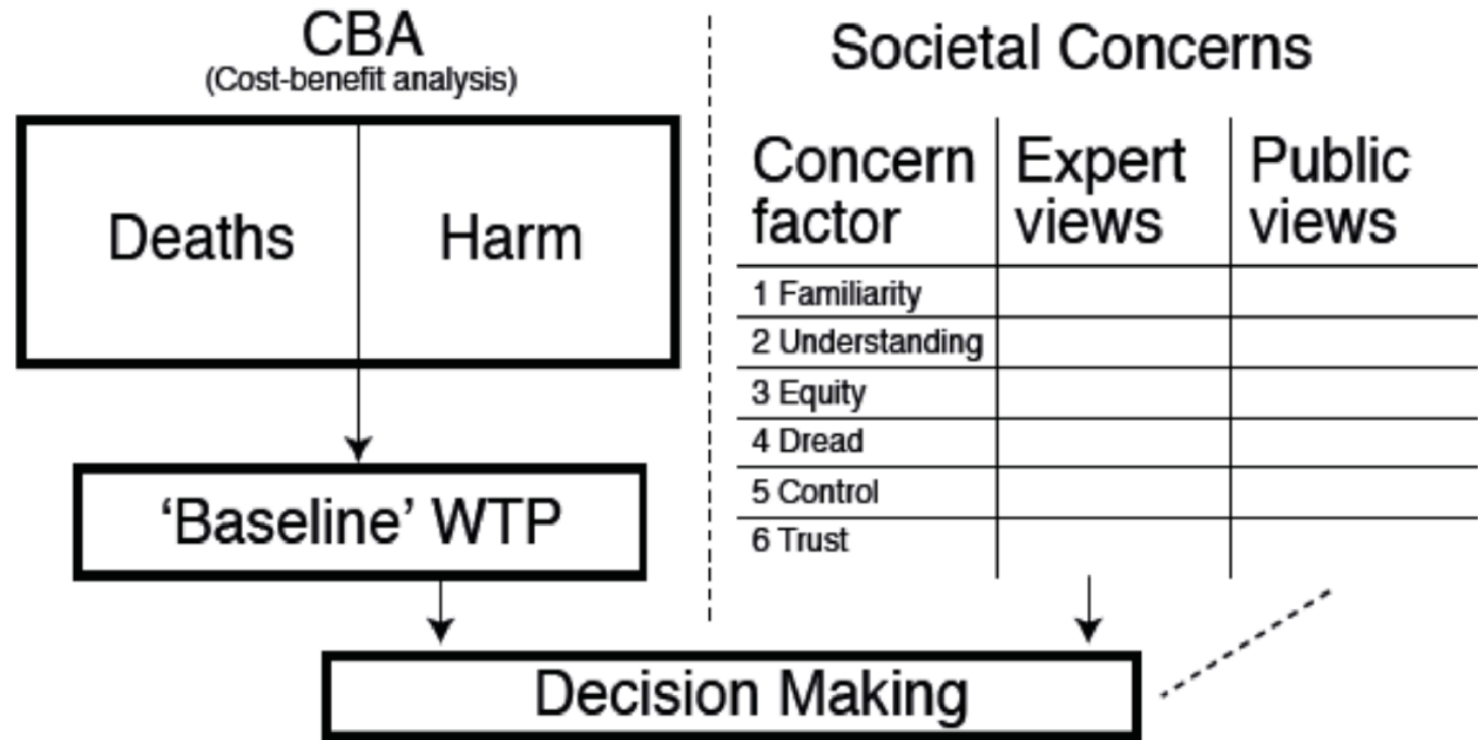 CBA
(Cost-benefit analysis)
Deaths
Harm
‘Baseline’ WTP
Societal Concerns
Concern factor
Expert views
Public views
1 Familiarity
2 Understanding
3 Equity
4 Dread
5 Control
6 Trust
Decision Making